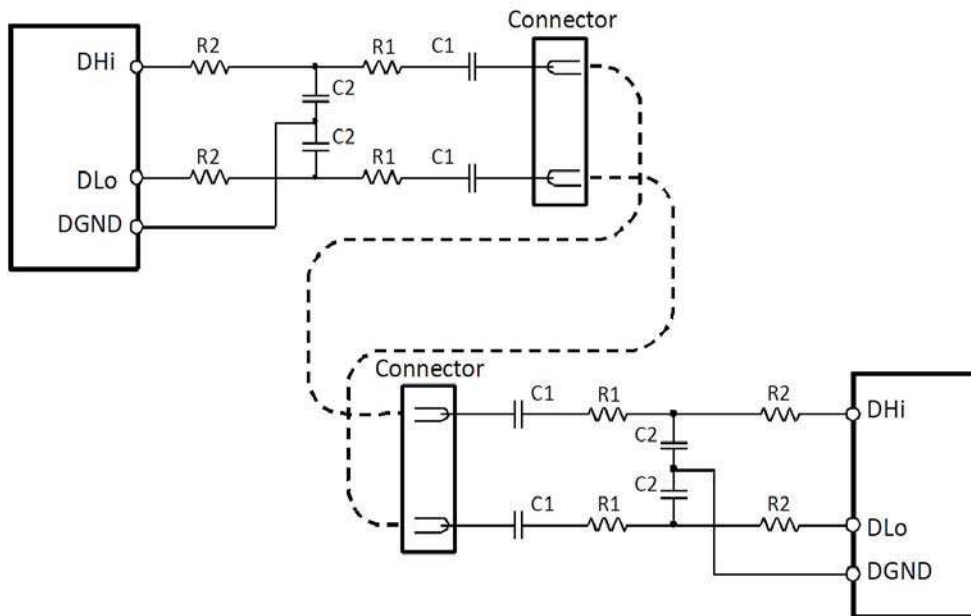 Connector
DHi
R2
R1
C1
C2
C2
DLo
R2
R1
C1
DGND
Connector
C1
R1
R2
DHi
C2
C2
C1
R1
R2
DLo
DGND